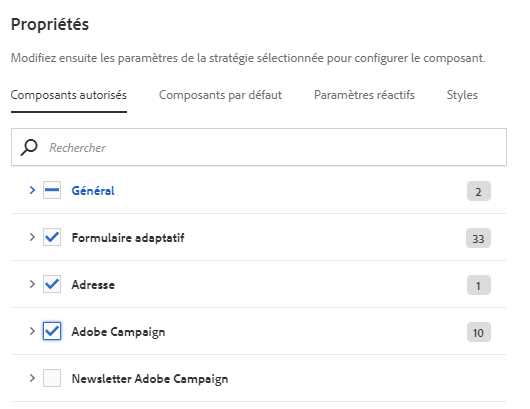 Propriétés
Modifiez ensuite les paramètres de la stratégie sélectionnée pour configurer le composant.
Composants autorisés Composants par défaut Paramètres réactifs Styles
Rechercher
Général 2
Formulaire adaptatif 33
Adresse 1
Adobe Campaign 10
Newsletter Adobe Campaign